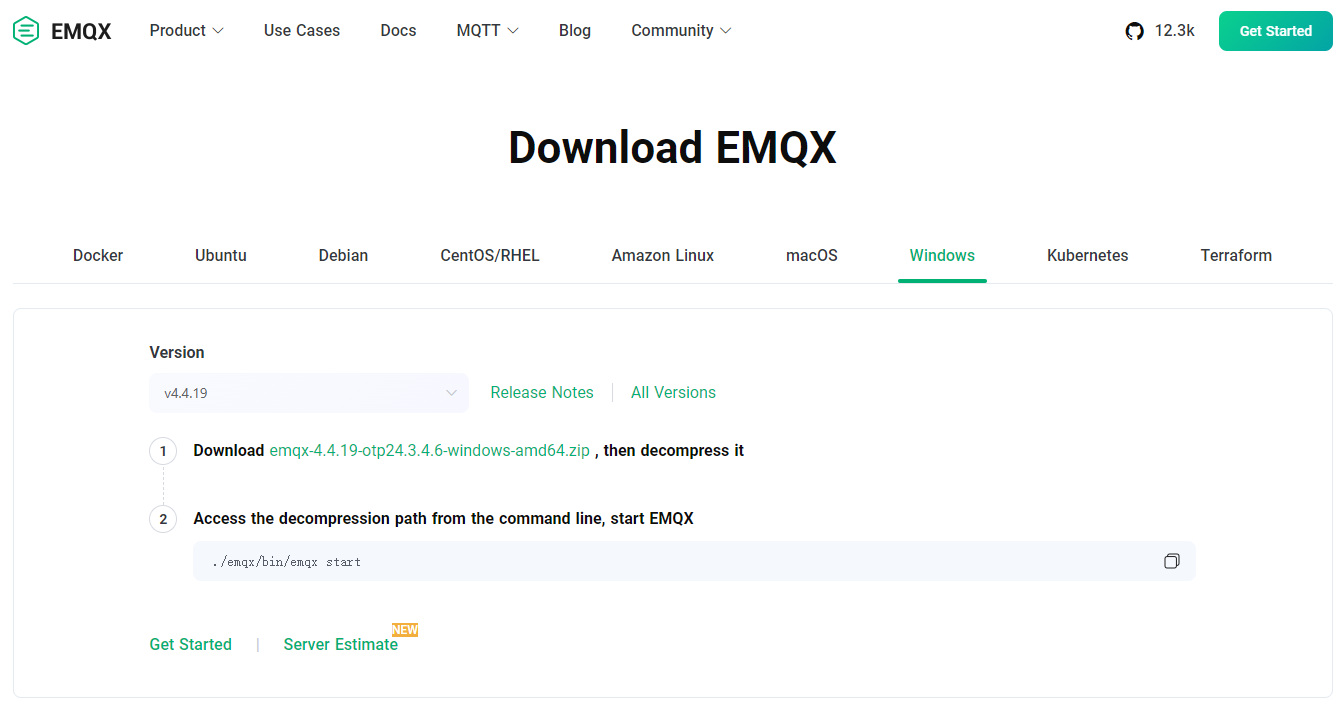 EMQX Product Use Cases Docs MQTT Blog Community 12.3k Get Started
Download EMQX
Docker Ubuntu Debian CentOS/RHEL Amazon Linux macOS Windows Kubernetes Terraform
Version
v4.4.19 Release Notes All Versions
1 Download emqx-4.4.19-otp24.3.4.6-windows-amd64.zip , then decompress it
2 Access the decompression path from the command line, start EMQX
./emqx/bin/emqx start
NEW
Get Started | Server Estimate